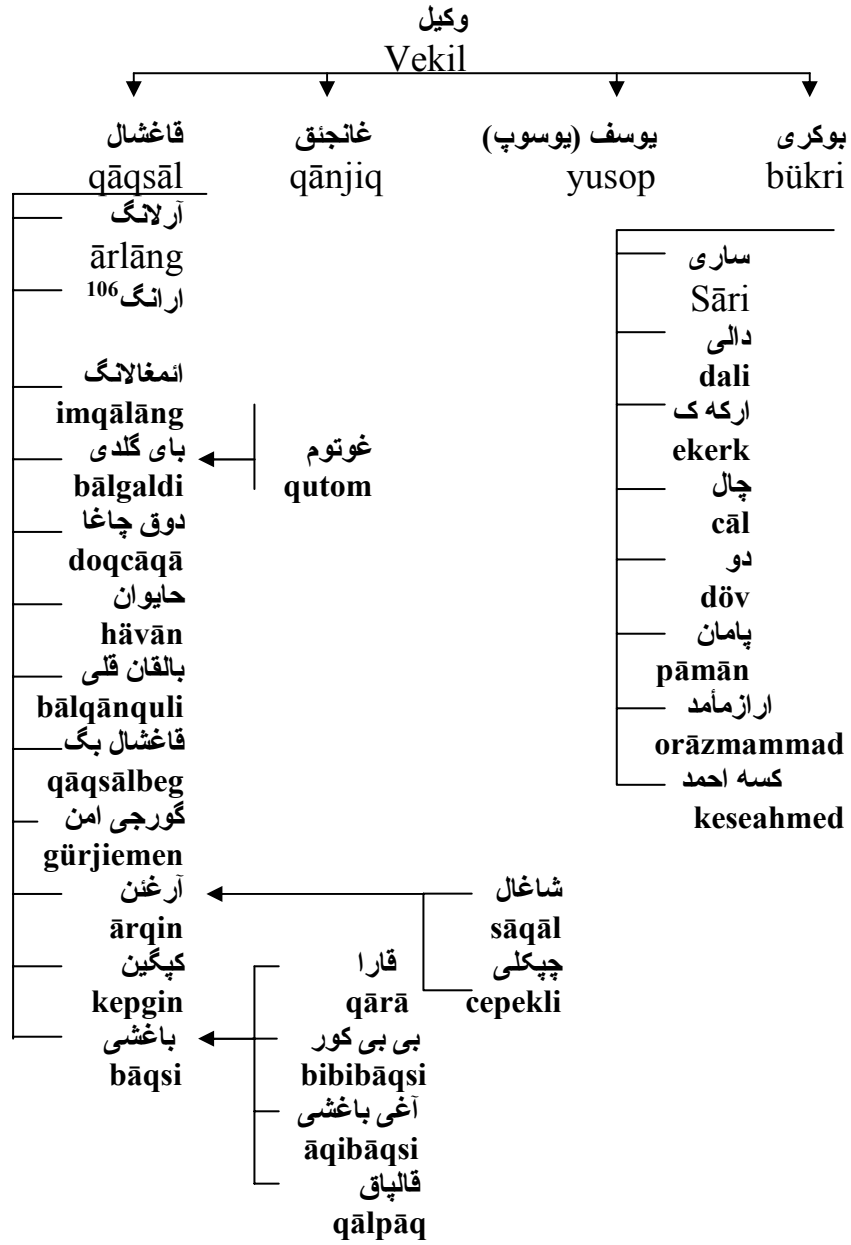 وکیل
Vekil
قاغشال
qāqsāl
غانجئق
qānjiq
یوسف (یوسوپ)
yusop
بوکری
bükri
آرلانگ
ārlāng
ارانگ106
ائمغالانگ
imqālāng
بای گلدی
bālgaldi
غوتوم
qutom
دوق چاغا
doqcāqā
حایوان
hävān
بالقان قلی
bālqānquli
قاغشال بگ
qāqsālbeg
گورجی امن
gürjiemen
آرغئن
ārqin
شاغال
sāqāl
چپکلی
cepekli
کپگین
kepgin
باغشی
bāqsi
قارا
qārā
بی بی کور
bibibāqsi
آغی باغشی
āqibāqsi
قالپاق
qālpāq
ساری
Sāri
دالی
dali
ارکه ک
ekerk
چال
cāl
دو
döv
پامان
pāmān
ارازمأمد
orāzmammad
کسه احمد
keseahmed